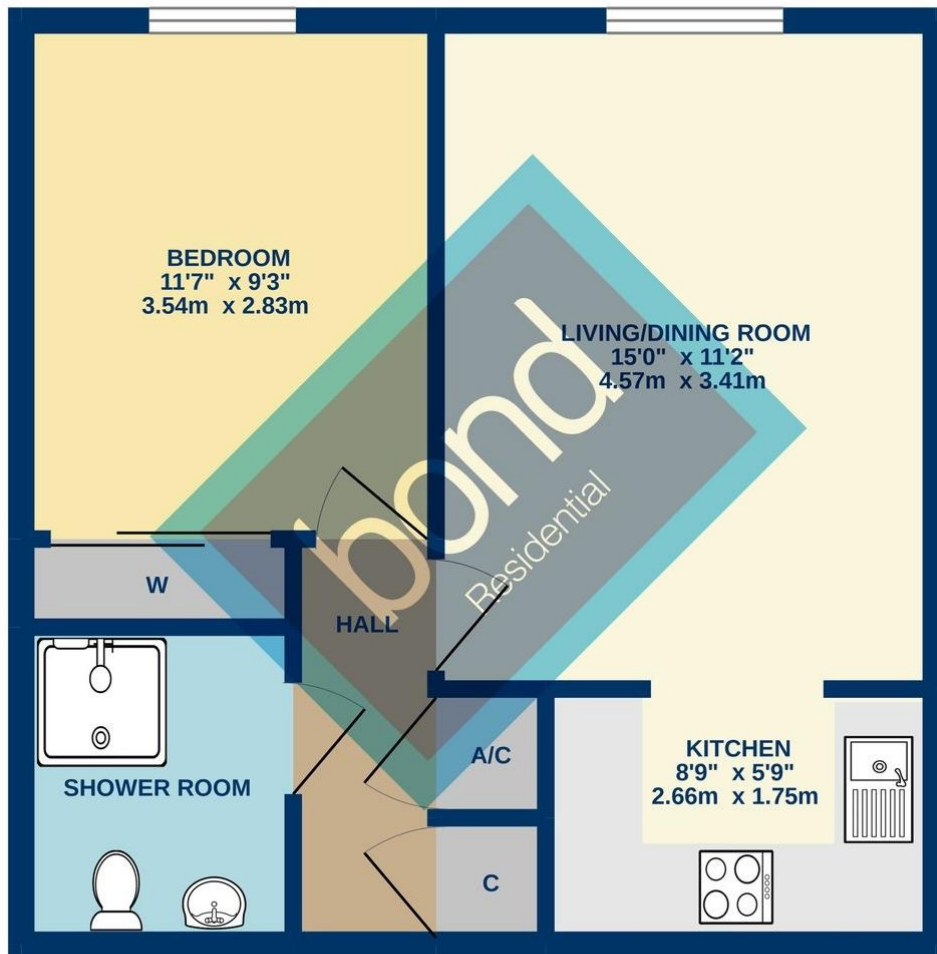 BEDROOM
11'7" x 9'3"
3.54m x 2.83m
LIVING/DINING ROOM
15'0" x 11'2"
4.57m x 3.41m
bond
Residential
W
HALL
SHOWER ROOM
A/C
KITCHEN
8'9" x 5'9"
2.66m x 1.75m
C